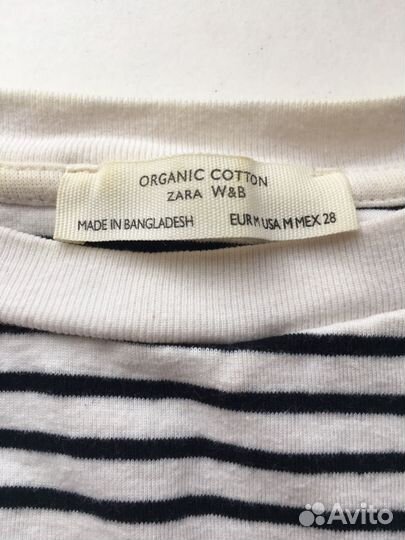 ORGANIC COTTON
ZARA W&B
MADE IN BANGLADESH EUR M USA M MEX 28
Avito